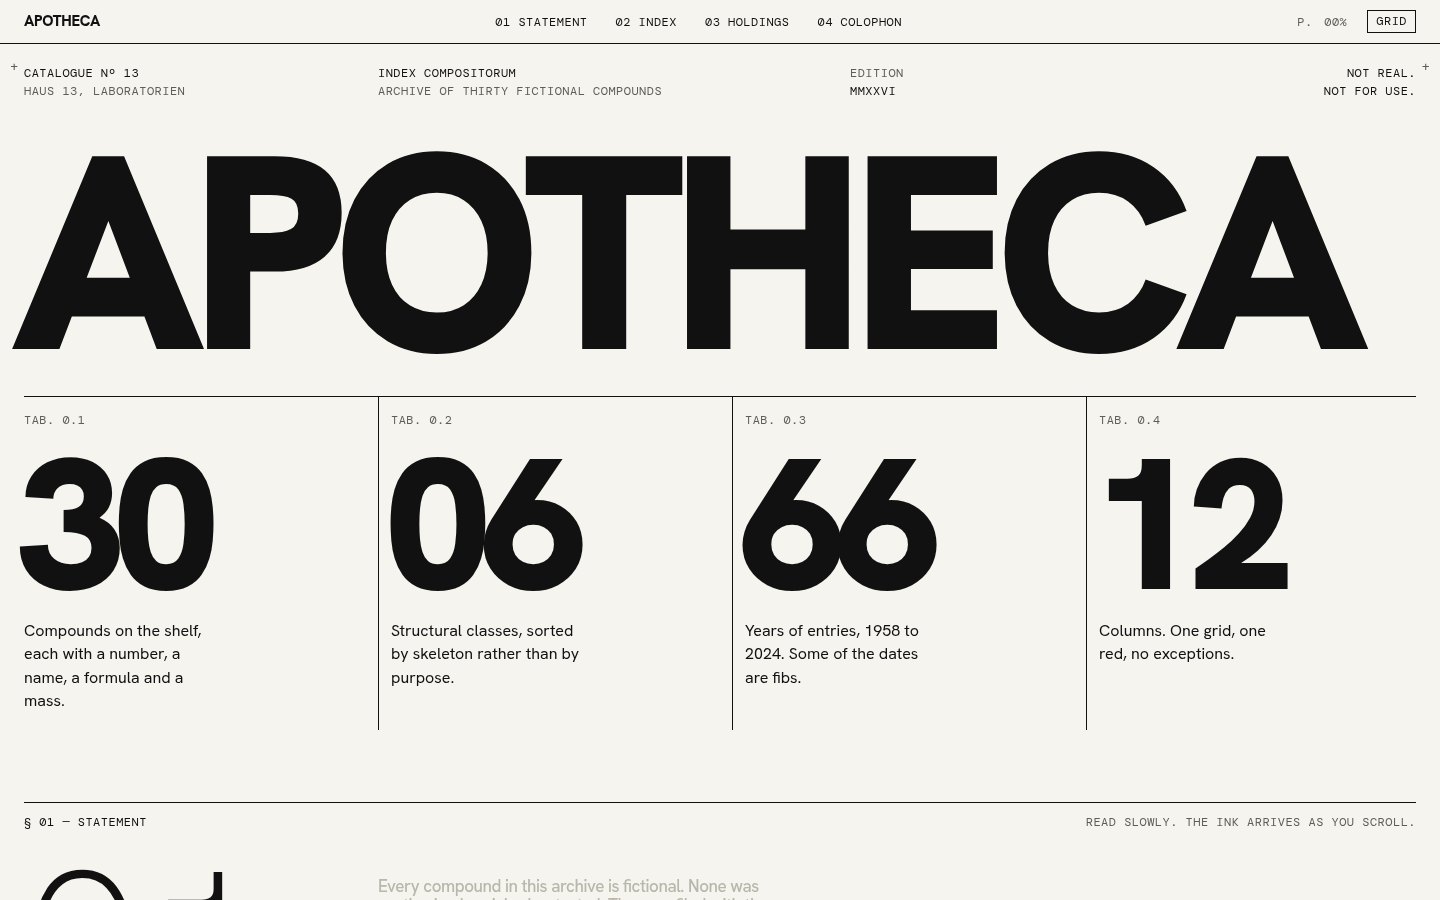 APOTHECA
01 STATEMENT 02 INDEX 03 HOLDINGS 04 COLOPHON
P. 00% GRID
+ CATALOGUE Nº 13
HAUS 13, LABORATORIEN
INDEX COMPOSITORUM
ARCHIVE OF THIRTY FICTIONAL COMPOUNDS
EDITION
MMXXVI
NOT REAL. +
NOT FOR USE.
APOTHECA
TAB. 0.1
30
Compounds on the shelf,
each with a number, a
name, a formula and a
mass.
TAB. 0.2
06
Structural classes, sorted
by skeleton rather than by
purpose.
TAB. 0.3
66
Years of entries, 1958 to
2024. Some of the dates
are fibs.
TAB. 0.4
12
Columns. One grid, one
red, no exceptions.
§ 01 — STATEMENT
READ SLOWLY. THE INK ARRIVES AS YOU SCROLL.
Every compound in this archive is fictional. None was